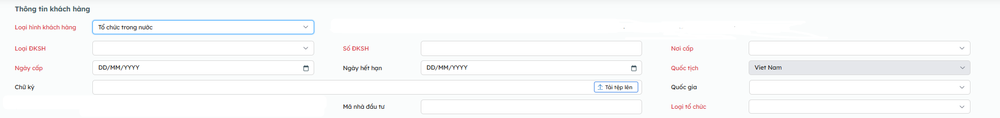 Thông tin khách hàng
Loại hình khách hàng Tổ chức trong nước
Loại ĐKSH Số ĐKSH Nơi cấp
Ngày cấp DD/MM/YYYY Ngày hết hạn DD/MM/YYYY Quốc tịch Viet Nam
Chữ ký Tải tệp lên Quốc gia
Mã nhà đầu tư Loại tổ chức